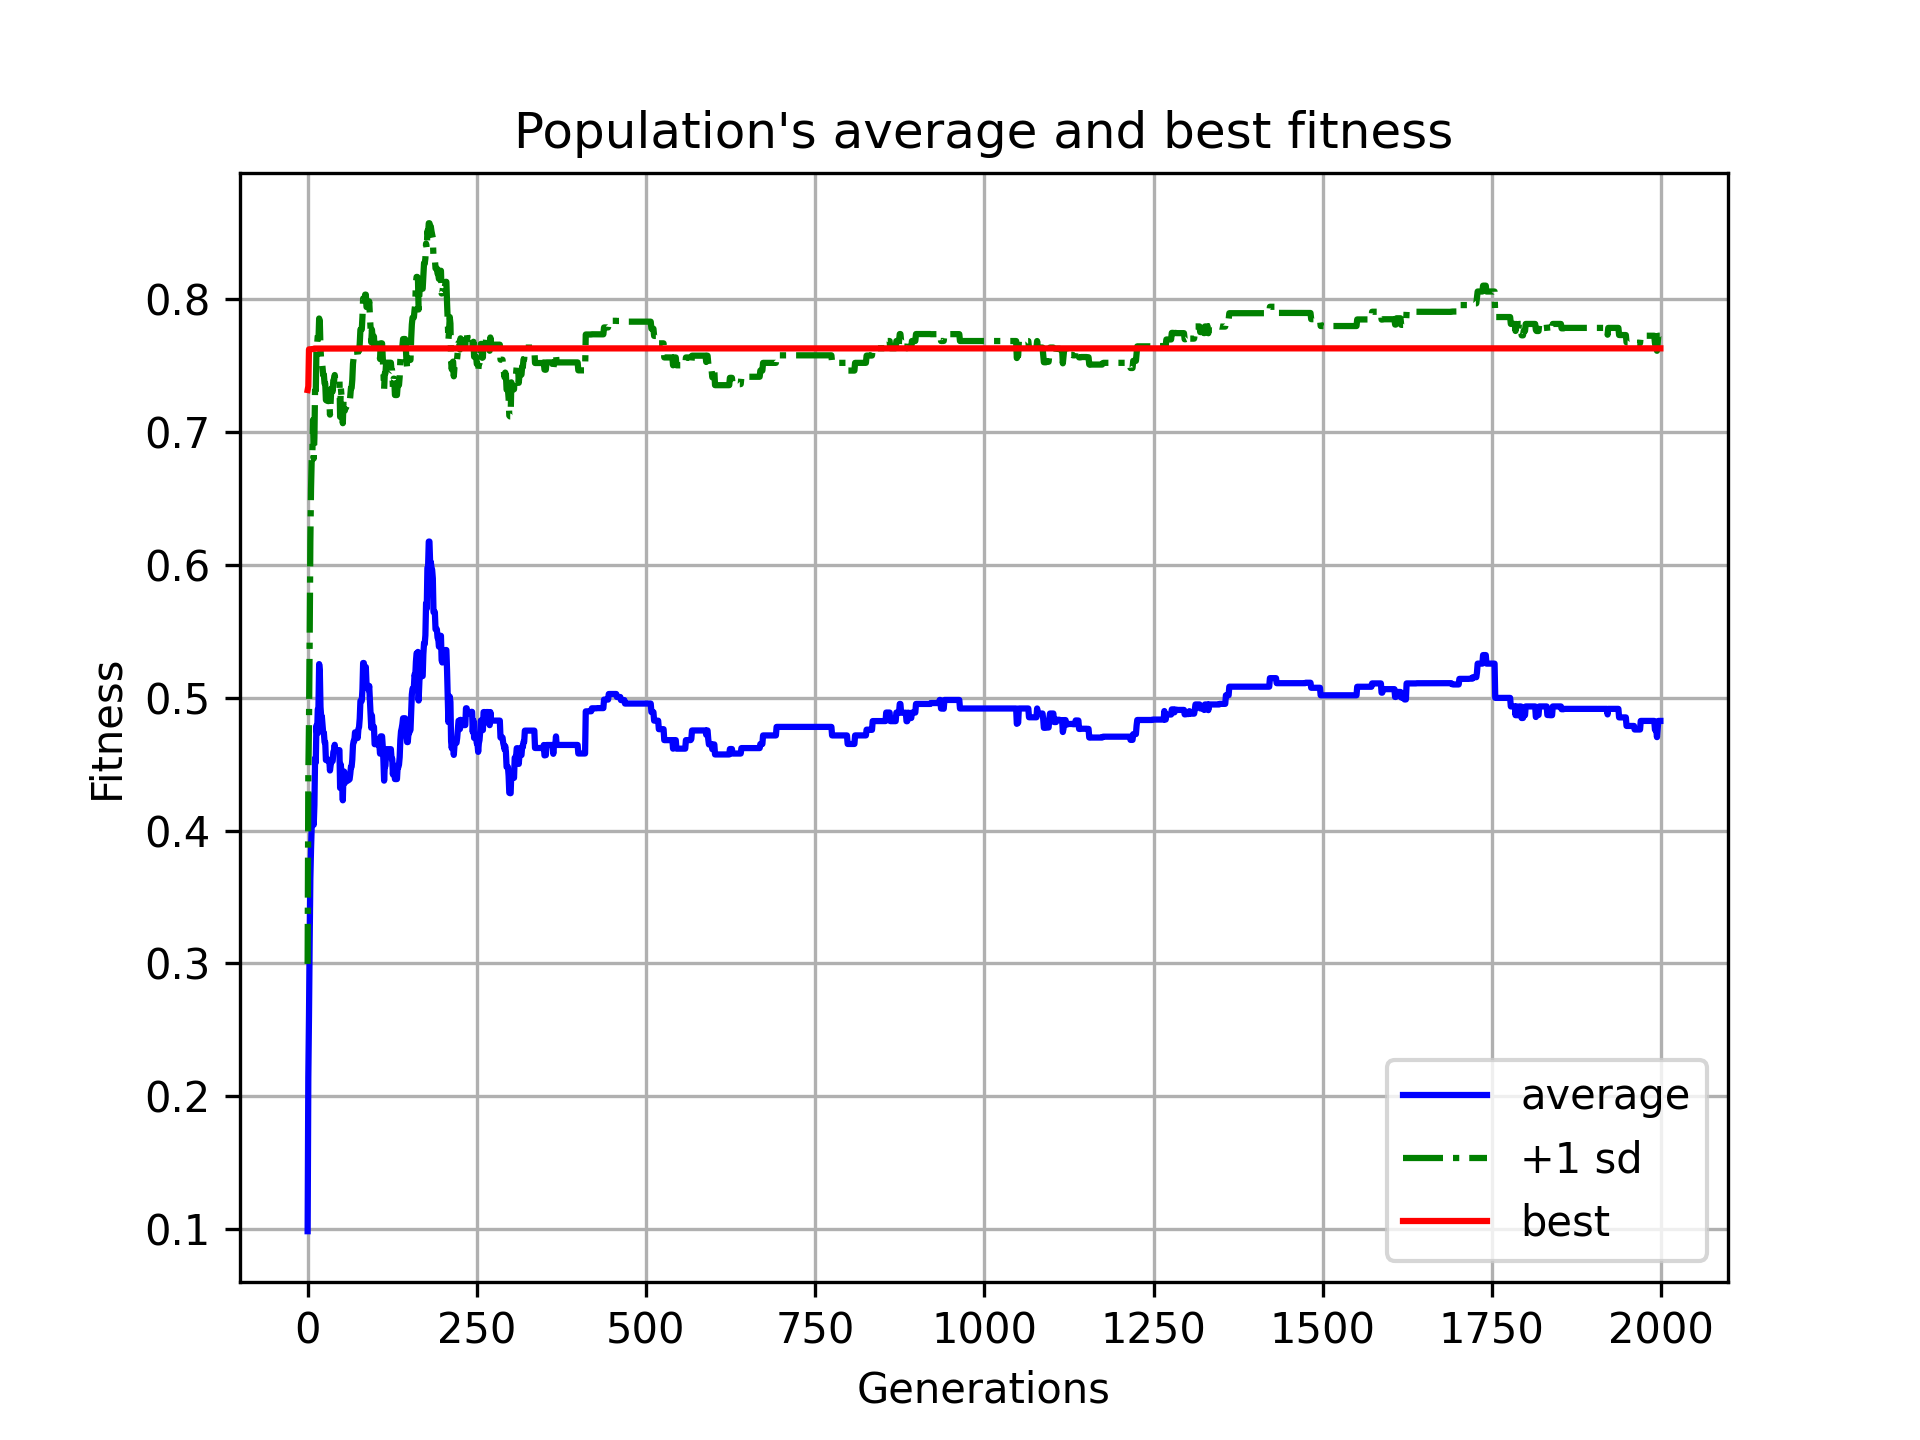 Population's average and best fitness
Fitness
0.8
0.7
0.6
0.5
0.4
0.3
0.2
0.1
average
+1 sd
best
0 250 500 750 1000 1250 1500 1750 2000
Generations